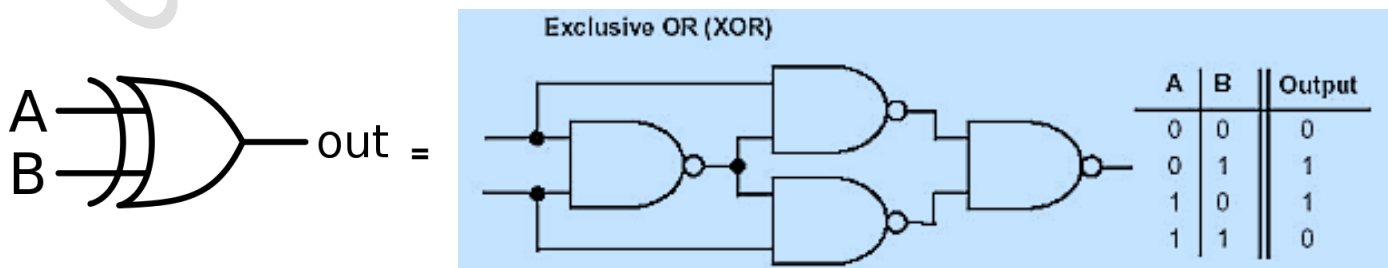 A
B
out =
Exclusive OR (XOR)
A B Output
0 0 0
0 1 1
1 0 1
1 1 0